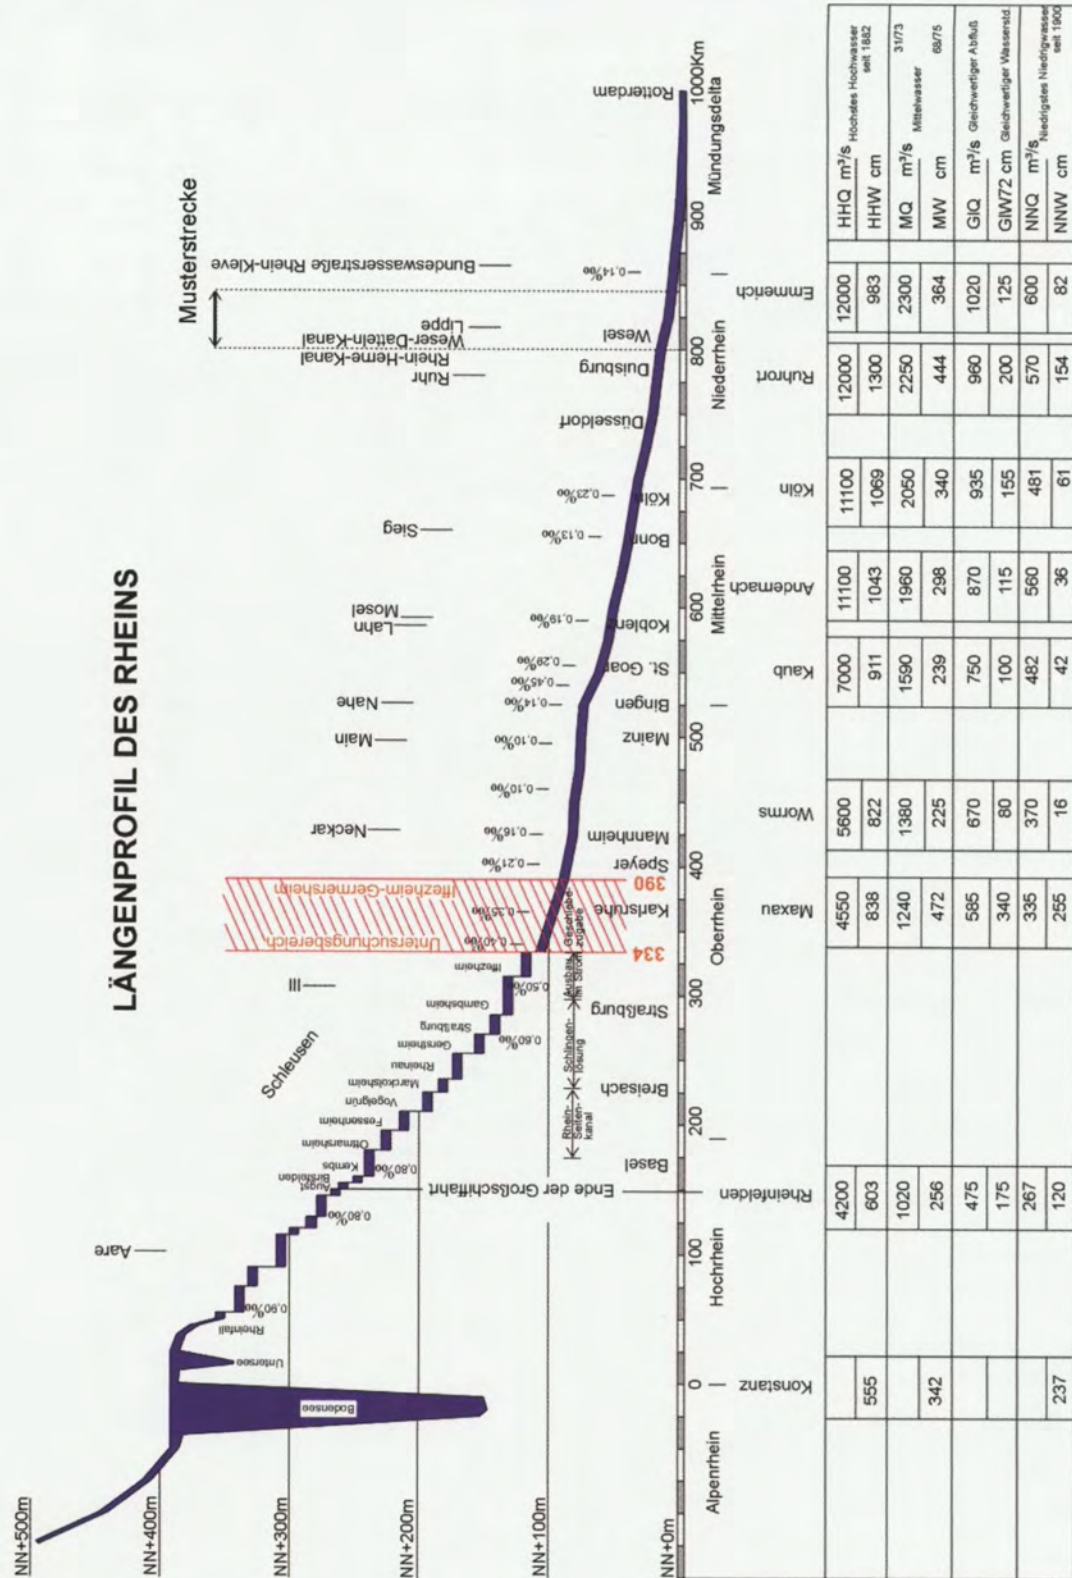 LÄNGENPROFIL DES RHEINS
Musterstrecke
Schleusen
Aare
Ill
Neckar
Main
Nahe
Lahn
Mosel
Sieg
Ruhr
Rhein-Herne-Kanal
Weser-Datteln-Kanal
Lippe
Bundeswasserstraße Rhein-Kleve
Untersuchungsbereich
Iffezheim-Germersheim
334
390
NN+500m
NN+400m
NN+300m
NN+200m
NN+100m
NN+0m
Bodensee
Untersee
Rheinfall
Augst
Birsfelden
Kembs
Ottmarsheim
Fessenheim
Vogelgrün
Marckolsheim
Rheinau
Gerstheim
Straßburg
Gambsheim
Iffezheim
0,90‰
0,80‰
0,80‰
0,60‰
0,50‰
0,40‰
0,35‰
0,21‰
0,16‰
0,10‰
0,10‰
0,14‰
0,45‰
0,29‰
0,19‰
0,13‰
0,23‰
0,14‰
Ende der Großschiffahrt
Rhein-
Seiten-
kanal
Schlingen-
lösung
Ausbau
im Strom
Geschiebe-
zugabe
Basel
Breisach
Straßburg
Karlsruhe
Speyer
Mannheim
Mainz
Bingen
St. Goar
Koblenz
Bonn
Köln
Düsseldorf
Duisburg
Wesel
Rotterdam
0 100 200 300 400 500 600 700 800 900 1000Km
Alpenrhein Hochrhein Oberrhein Mittelrhein Niederrhein Mündungsdelta
Konstanz Rheinfelden Maxau Worms Kaub Andernach Köln Ruhrort Emmerich
4200 4550 5600 7000 11100 11100 12000 12000 HHQ m³/s Höchstes Hochwasser
555 603 838 822 911 1043 1069 1300 983 HHW cm seit 1882
1020 1240 1380 1590 1960 2050 2250 2300 MQ m³/s Mittelwasser 31/73
342 256 472 225 239 298 340 444 364 MW cm 68/75
475 585 670 750 870 935 960 1020 GlQ m³/s Gleichwertiger Abfluß
175 340 80 100 115 155 200 125 GlW72 cm Gleichwertiger Wasserstd.
267 335 370 482 560 481 570 600 NNQ m³/s Niedrigstes Niedrigwasser
237 120 255 16 42 36 61 154 82 NNW cm seit 1900